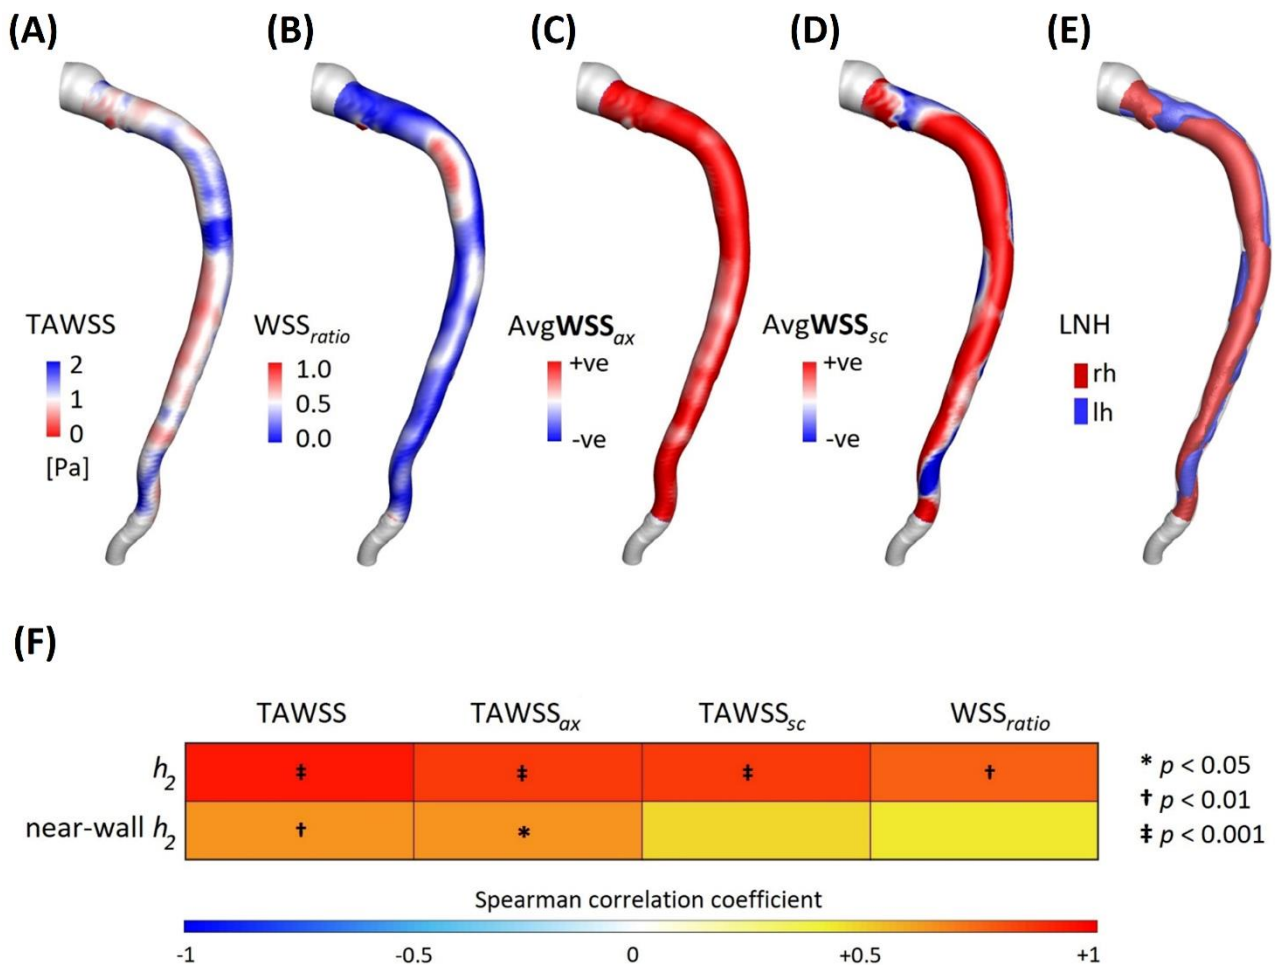 (A) (B) (C) (D) (E)
TAWSS WSSratio AvgWSSax AvgWSSsc LNH
2 1.0 +ve +ve rh
1 0.5 lh
0 0.0 -ve -ve
[Pa]
(F)
TAWSS TAWSSax TAWSSsc WSSratio
h2 ‡ ‡ ‡ † * p < 0.05
† p < 0.01
near-wall h2 † * ‡ p < 0.001
Spearman correlation coefficient
-1 -0.5 0 +0.5 +1